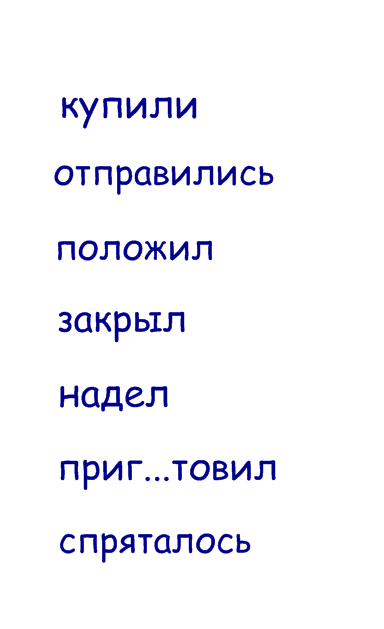 купили
отправились
положил
закрыл
надел
приг...товил
спряталось